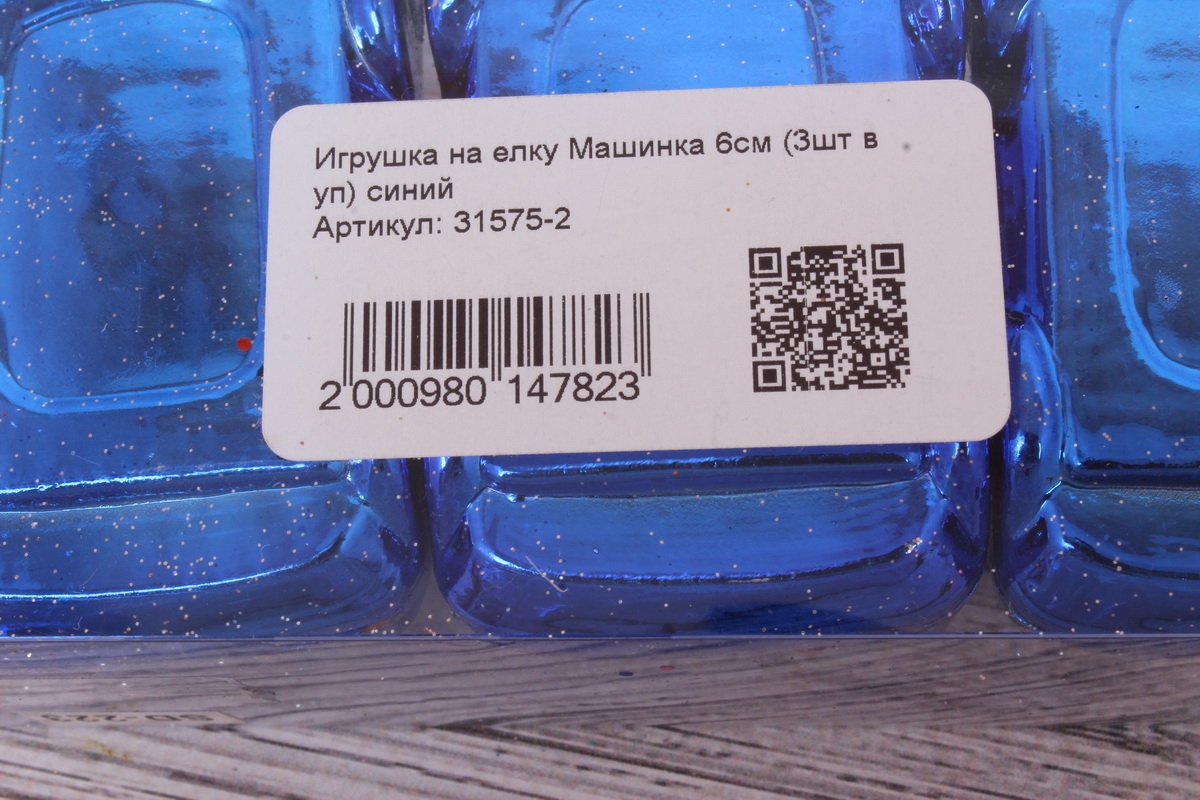 Игрушка на елку Машинка 6см (3шт в
уп) синий
Артикул: 31575-2
2 000980 147823